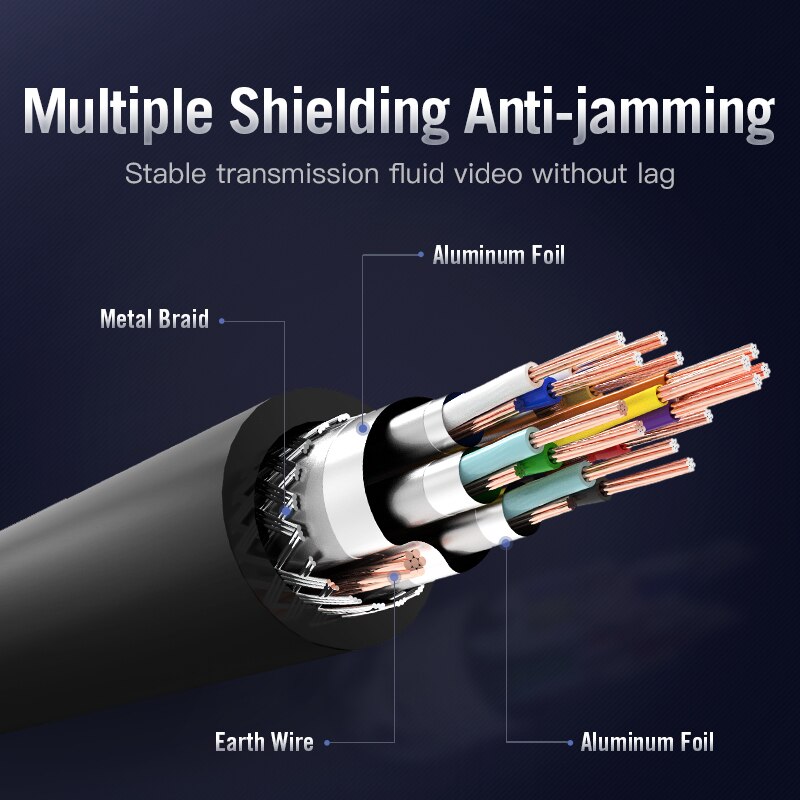 Multiple Shielding Anti-jamming
Stable transmission fluid video without lag
Aluminum Foil
Metal Braid
Earth Wire
Aluminum Foil